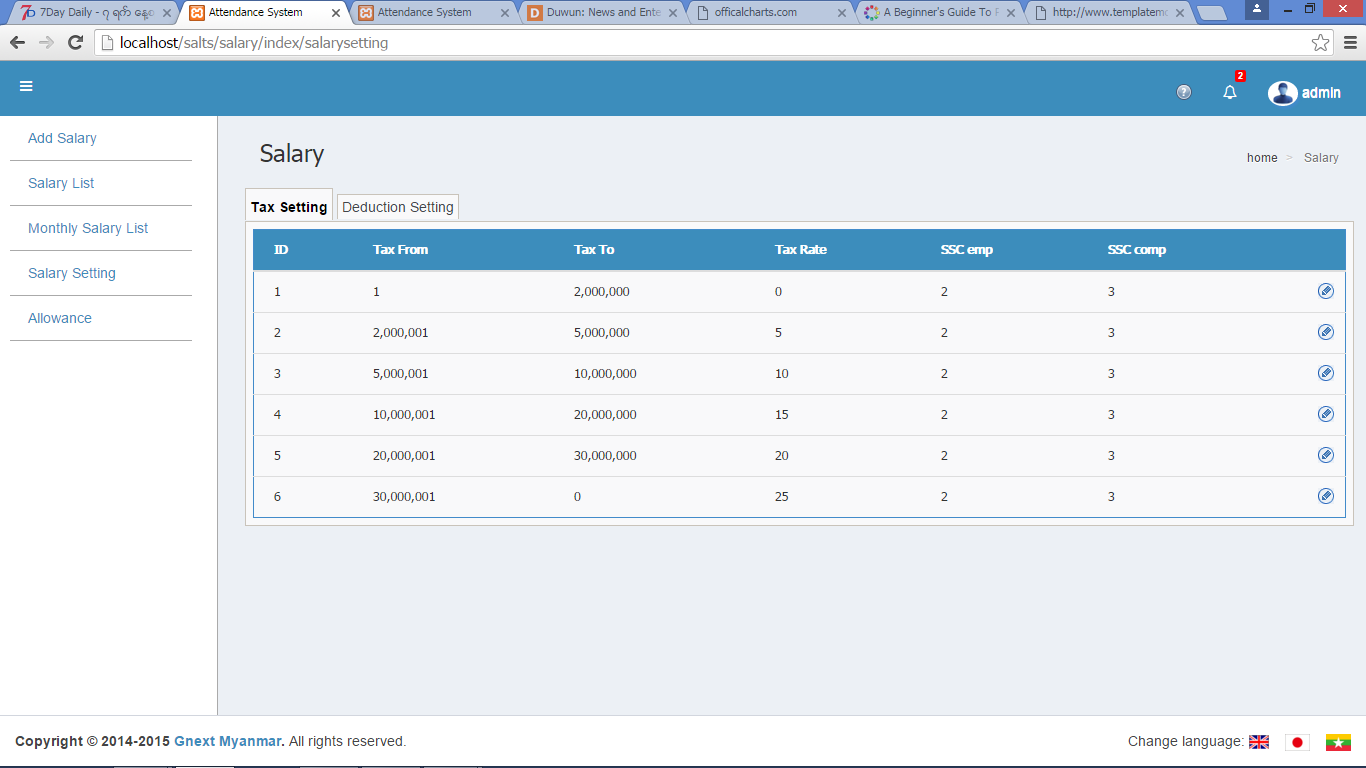 7Day Daily - ၇ ရက် နေ့စ
Attendance System
Attendance System
Duwun: News and Ente
officalcharts.com
A Beginner's Guide To
http://www.templatemo
localhost/salts/salary/index/salarysetting
2
admin
Add Salary
Salary List
Monthly Salary List
Salary Setting
Allowance
Salary
home > Salary
Tax Setting Deduction Setting
ID Tax From Tax To Tax Rate SSC emp SSC comp
1 1 2,000,000 0 2 3
2 2,000,001 5,000,000 5 2 3
3 5,000,001 10,000,000 10 2 3
4 10,000,001 20,000,000 15 2 3
5 20,000,001 30,000,000 20 2 3
6 30,000,001 0 25 2 3
Copyright © 2014-2015 Gnext Myanmar. All rights reserved.
Change language: